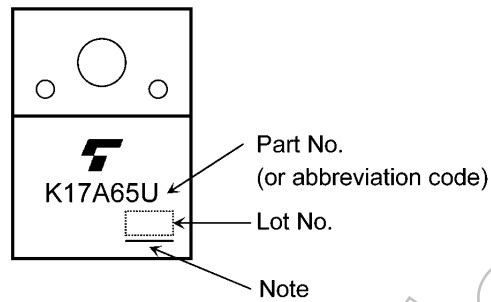 K17A65U
Part No.
(or abbreviation code)
Lot No.
Note